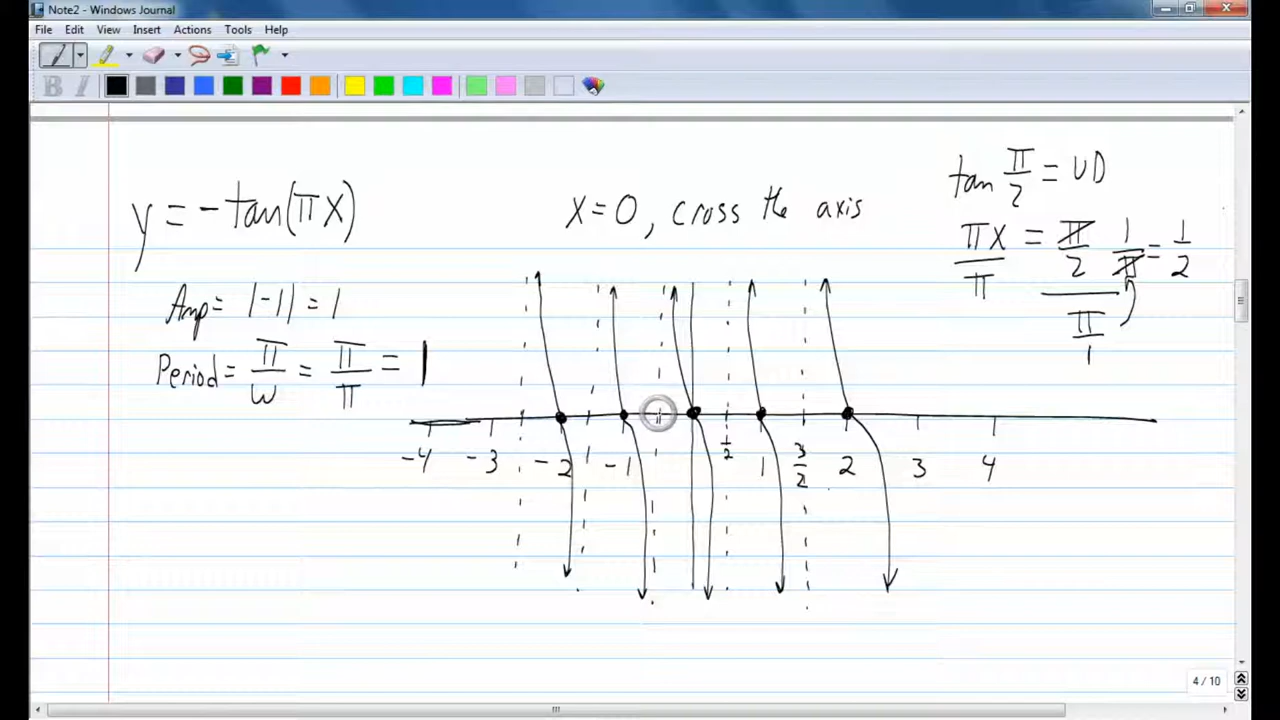 Note2 - Windows Journal
File Edit View Insert Actions Tools Help
B I
y = -tan(πx)
x=0, cross the axis
tan π/2 = UD
πx/π = π/2 1/π = 1/2
π/1
Amp = |-1| = 1
Period = π/ω = π/π = 1
-4 -3 -2 -1 1/2 1 3/2 2 3 4
4 / 10